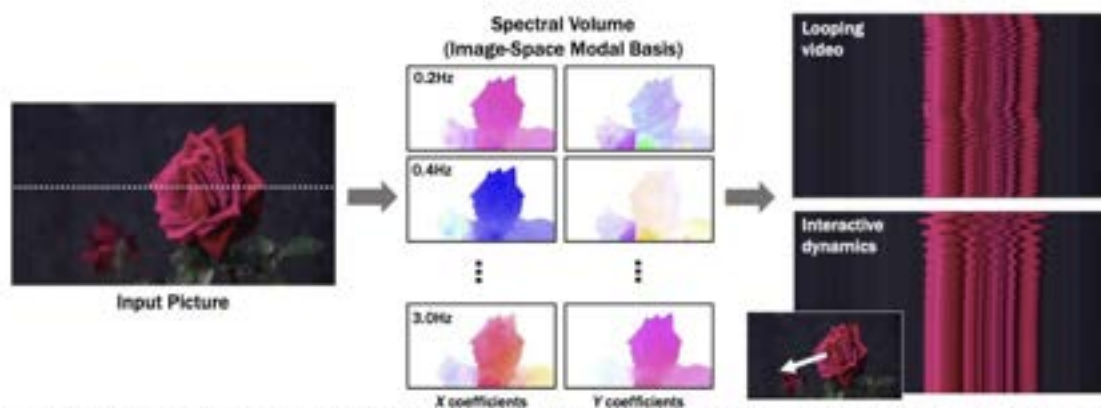 Spectral Volume
(Image-Space Modal Basis)
Looping
video
0.2Hz
0.4Hz
Interactive
dynamics
Input Picture
3.0Hz
X coefficients
Y coefficients